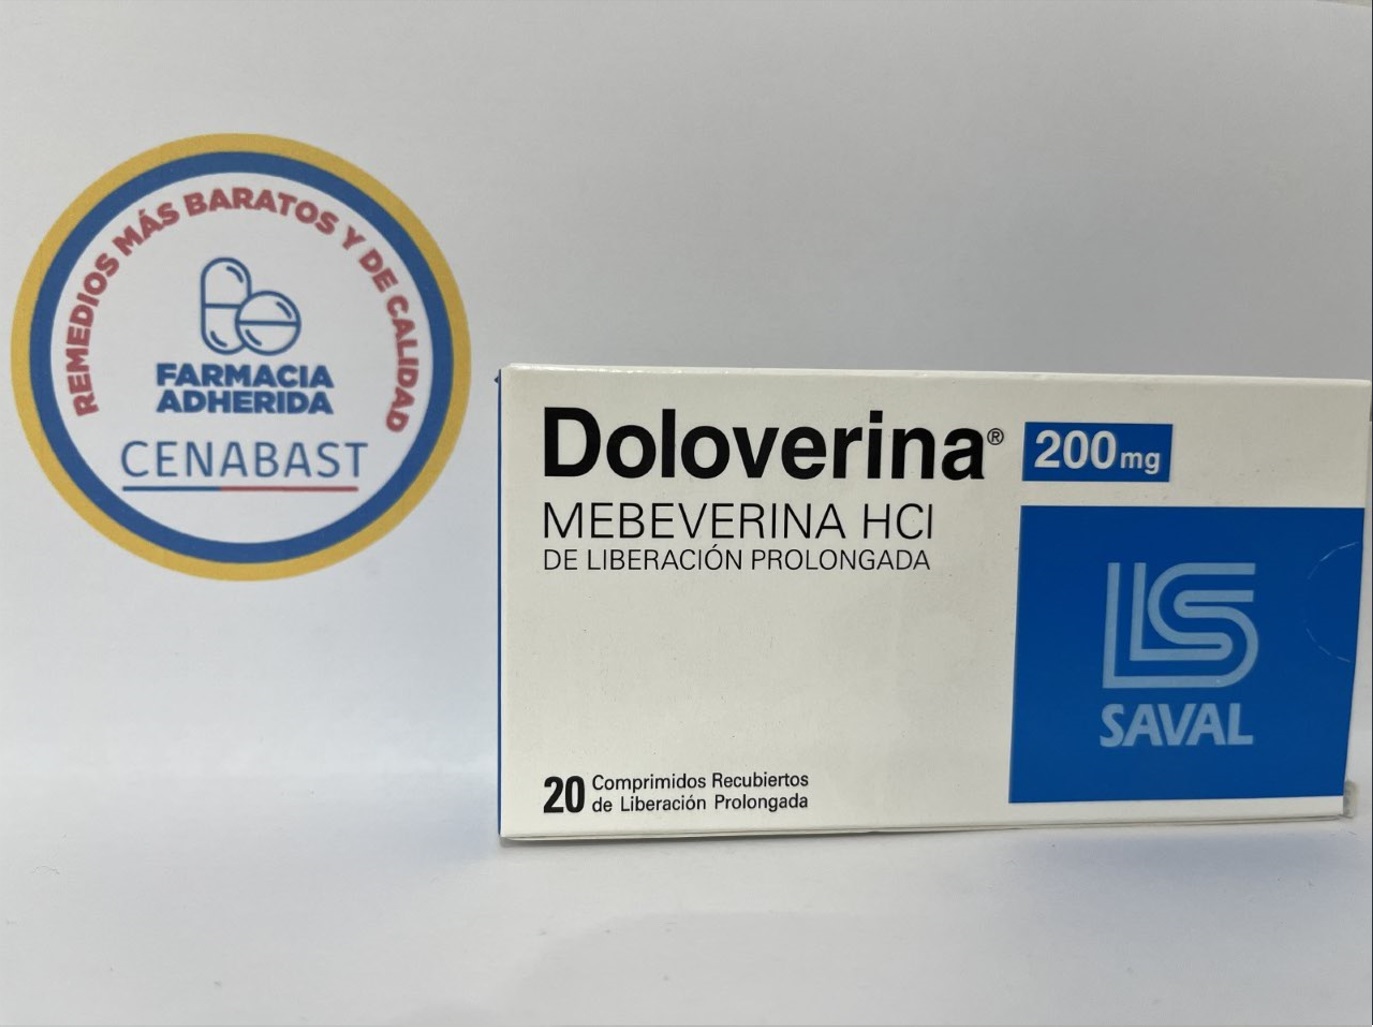 REMEDIOS MÁS BARATOS Y DE CALIDAD
FARMACIA
ADHERIDA
CENABAST
Doloverina® 200mg
MEBEVERINA HCl
DE LIBERACIÓN PROLONGADA
LS
SAVAL
20 Comprimidos Recubiertos
de Liberación Prolongada